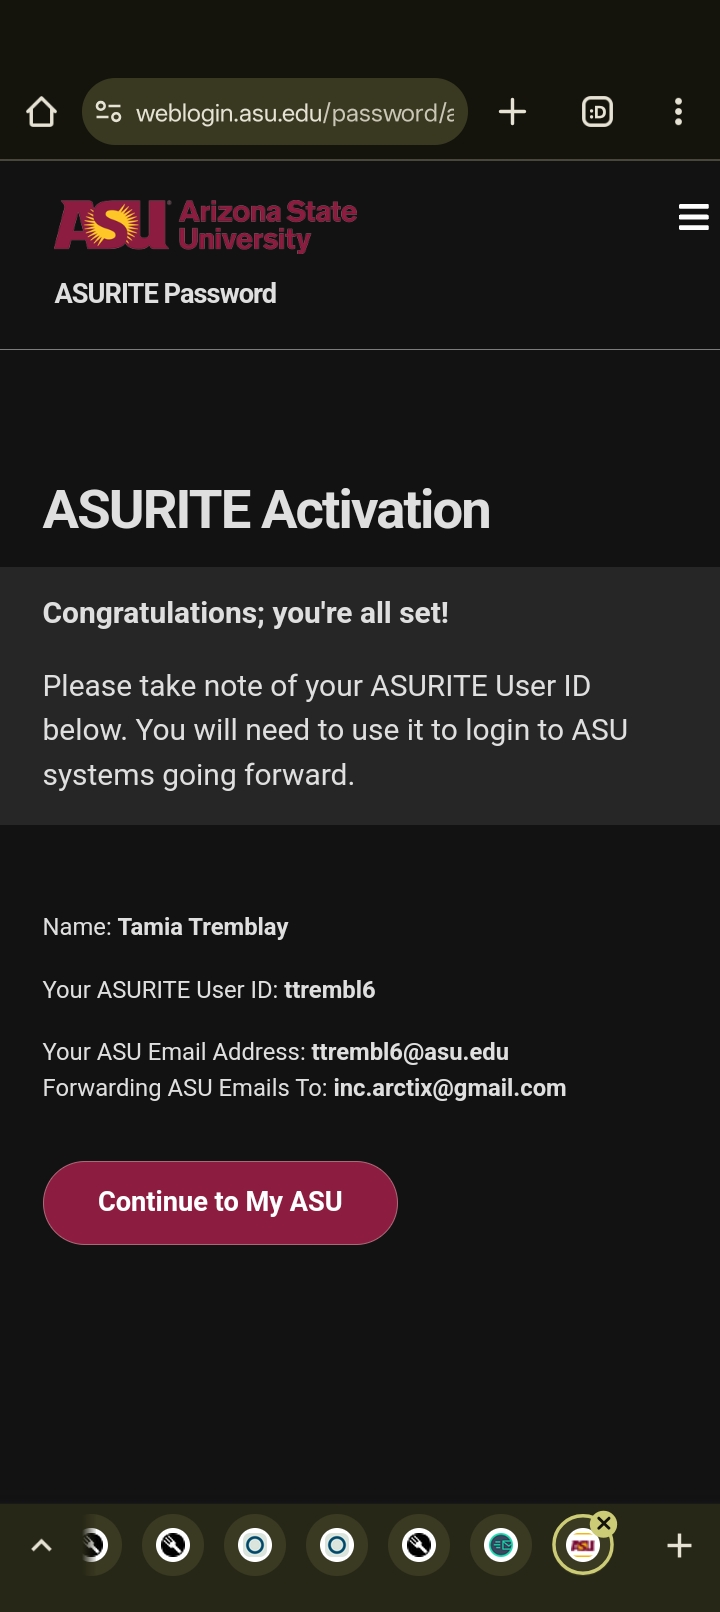 weblogin.asu.edu/password/a
:D
ASU Arizona State
University
ASURITE Password
ASURITE Activation
Congratulations; you're all set!
Please take note of your ASURITE User ID
below. You will need to use it to login to ASU
systems going forward.
Name: Tamia Tremblay
Your ASURITE User ID: ttrembl6
Your ASU Email Address: ttrembl6@asu.edu
Forwarding ASU Emails To: inc.arctix@gmail.com
Continue to My ASU
ASU